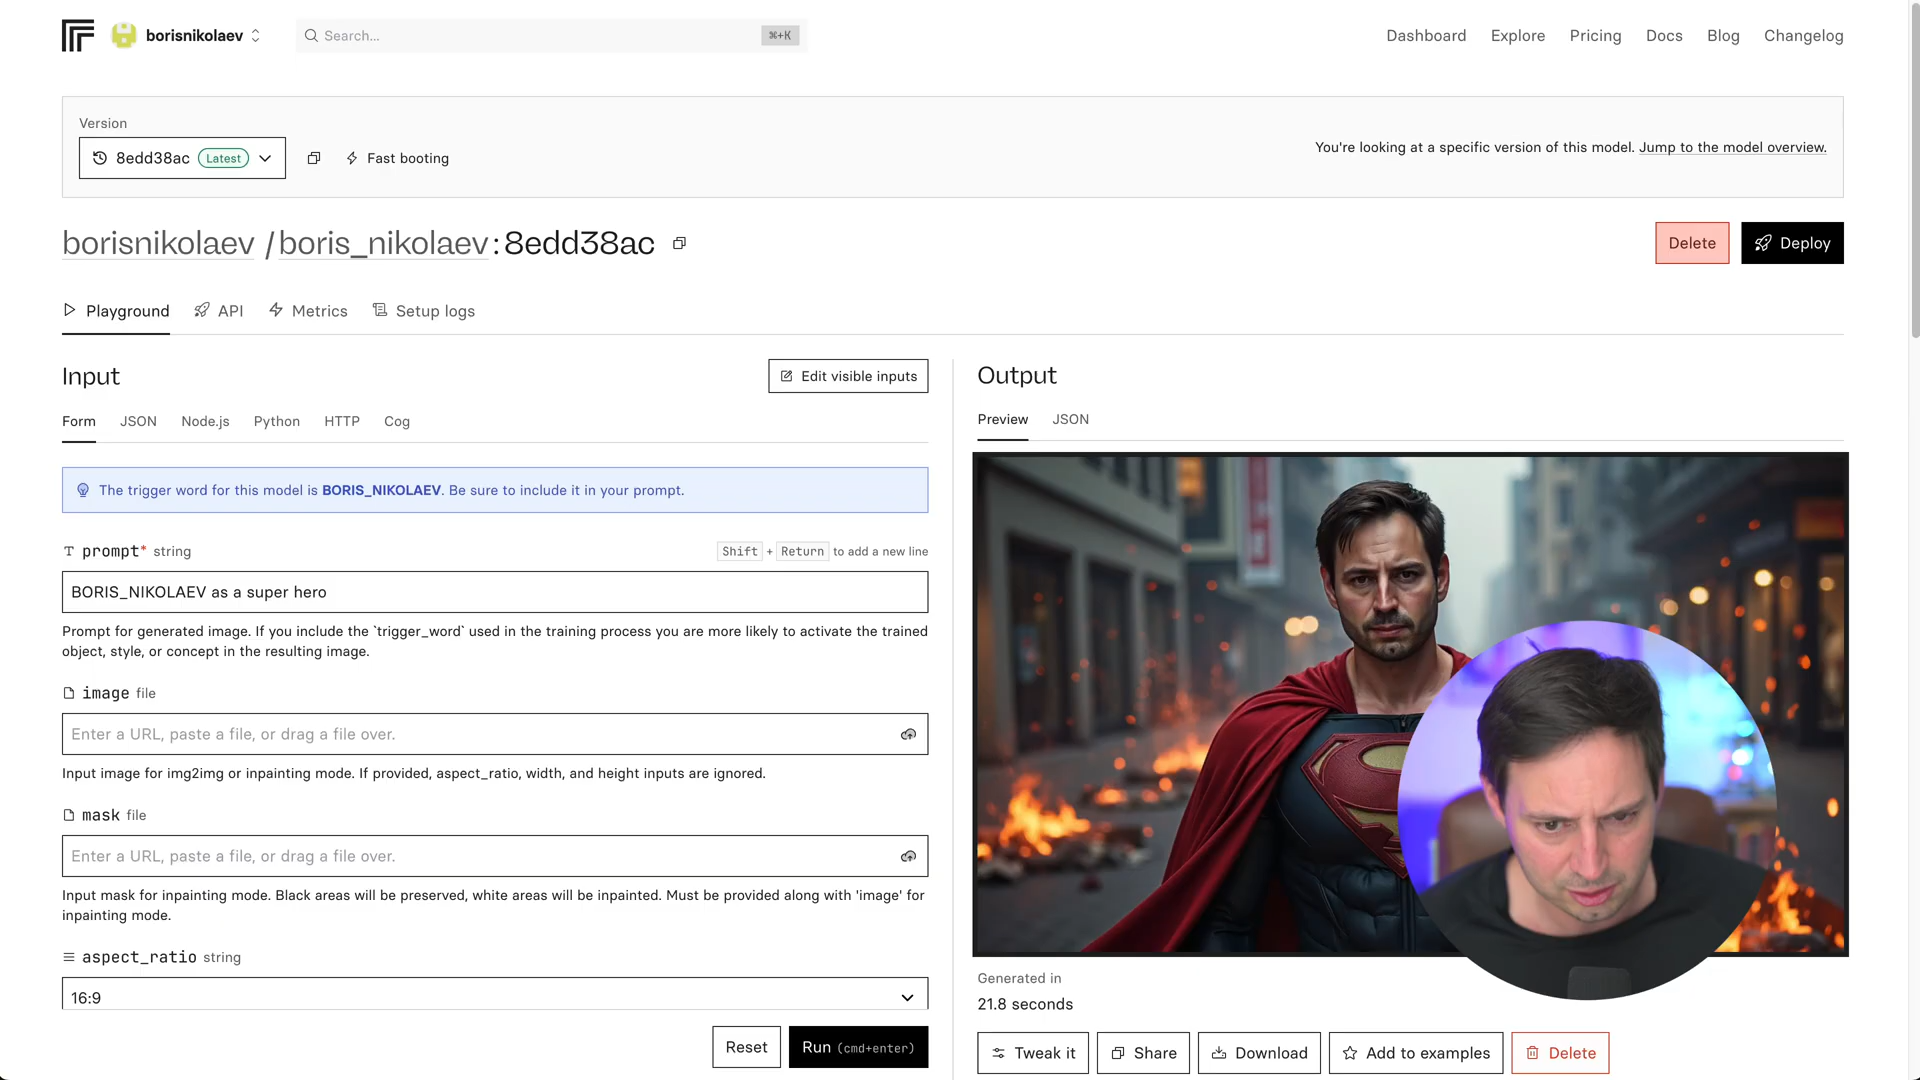 borisnikolaev
Search...
⌘+K
Dashboard
Explore
Pricing
Docs
Blog
Changelog
Version
8edd38ac Latest
Fast booting
You're looking at a specific version of this model. Jump to the model overview.
borisnikolaev /boris_nikolaev:8edd38ac
Delete
Deploy
Playground
API
Metrics
Setup logs
Input
Edit visible inputs
Form
JSON
Node.js
Python
HTTP
Cog
The trigger word for this model is BORIS_NIKOLAEV. Be sure to include it in your prompt.
prompt* string
Shift + Return to add a new line
BORIS_NIKOLAEV as a super hero
Prompt for generated image. If you include the `trigger_word` used in the training process you are more likely to activate the trained
object, style, or concept in the resulting image.
image file
Enter a URL, paste a file, or drag a file over.
Input image for img2img or inpainting mode. If provided, aspect_ratio, width, and height inputs are ignored.
mask file
Enter a URL, paste a file, or drag a file over.
Input mask for inpainting mode. Black areas will be preserved, white areas will be inpainted. Must be provided along with 'image' for
inpainting mode.
aspect_ratio string
16:9
Reset
Run (cmd+enter)
Output
Preview
JSON
Generated in
21.8 seconds
Tweak it
Share
Download
Add to examples
Delete